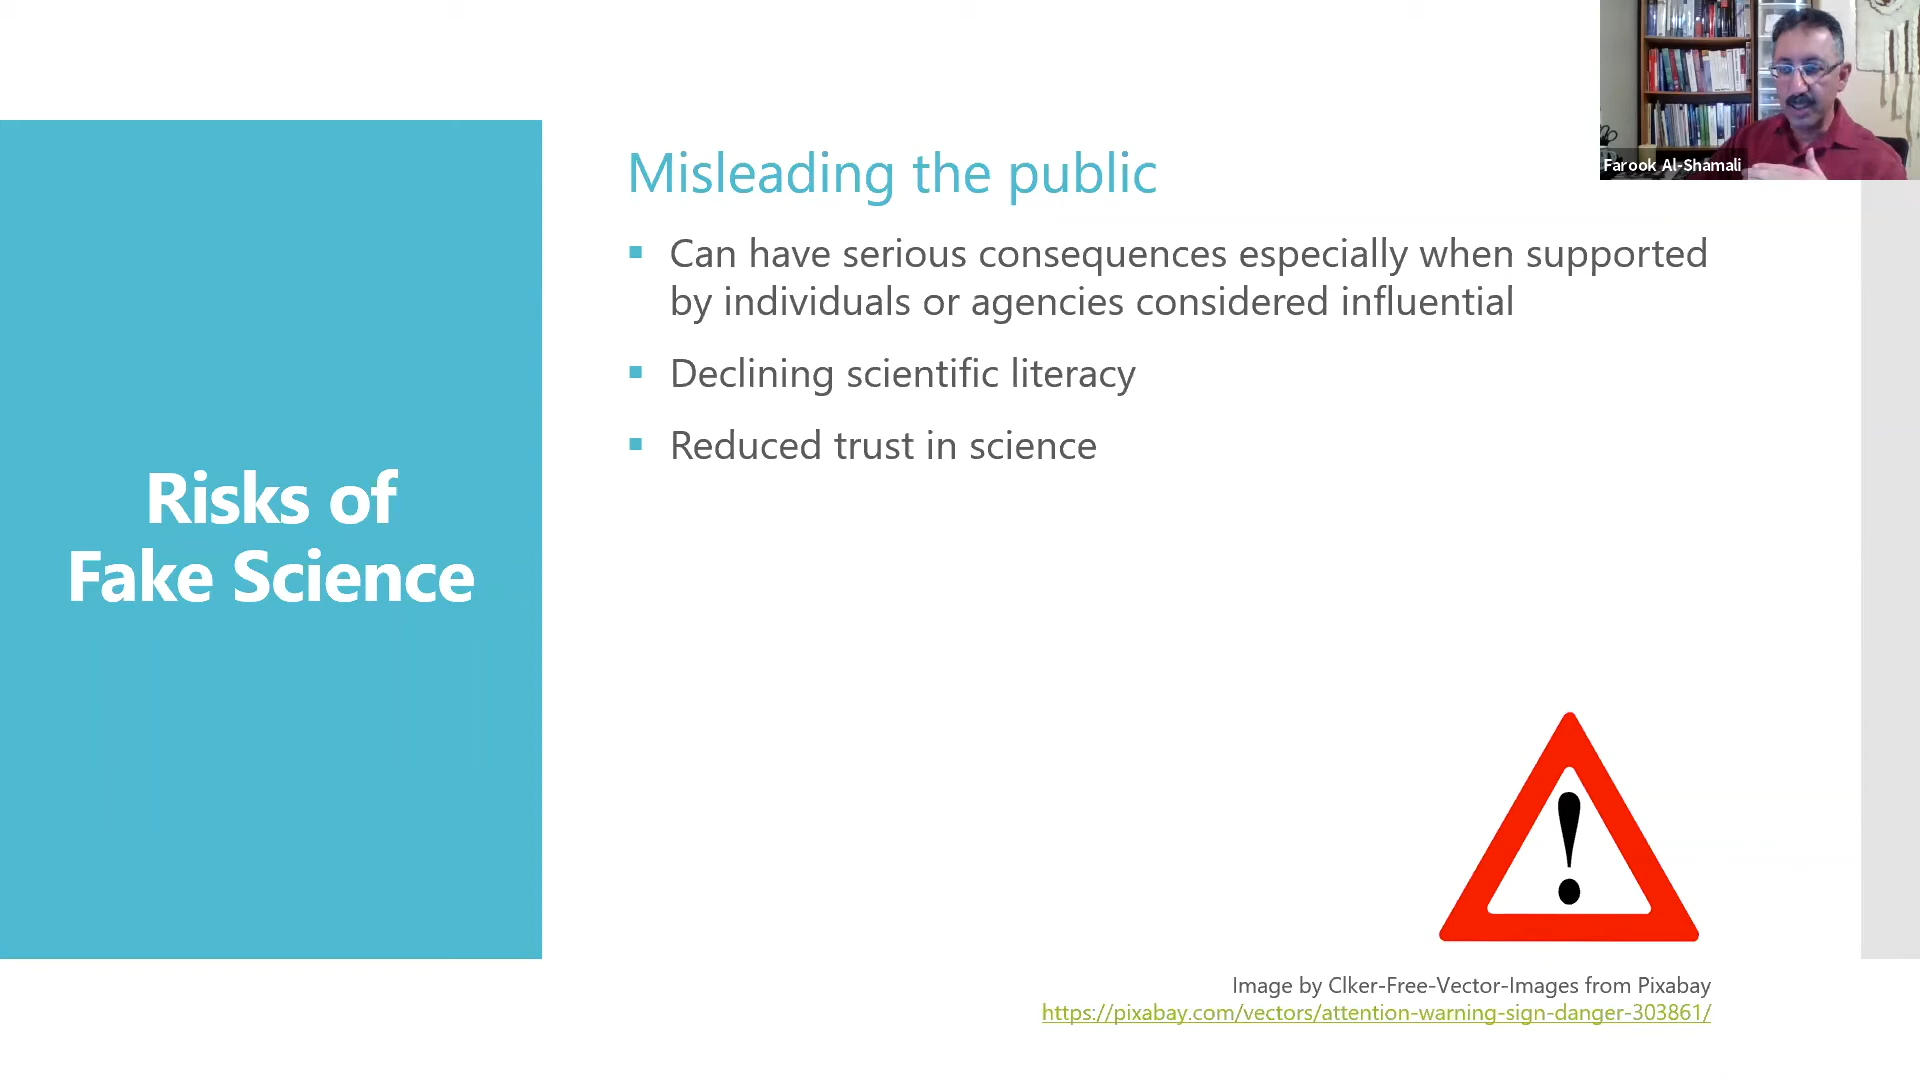 Farook Al-Shamali
Risks of
Fake Science
Misleading the public
Can have serious consequences especially when supported
by individuals or agencies considered influential
Declining scientific literacy
Reduced trust in science
Image by Clker-Free-Vector-Images from Pixabay
https://pixabay.com/vectors/attention-warning-sign-danger-303861/